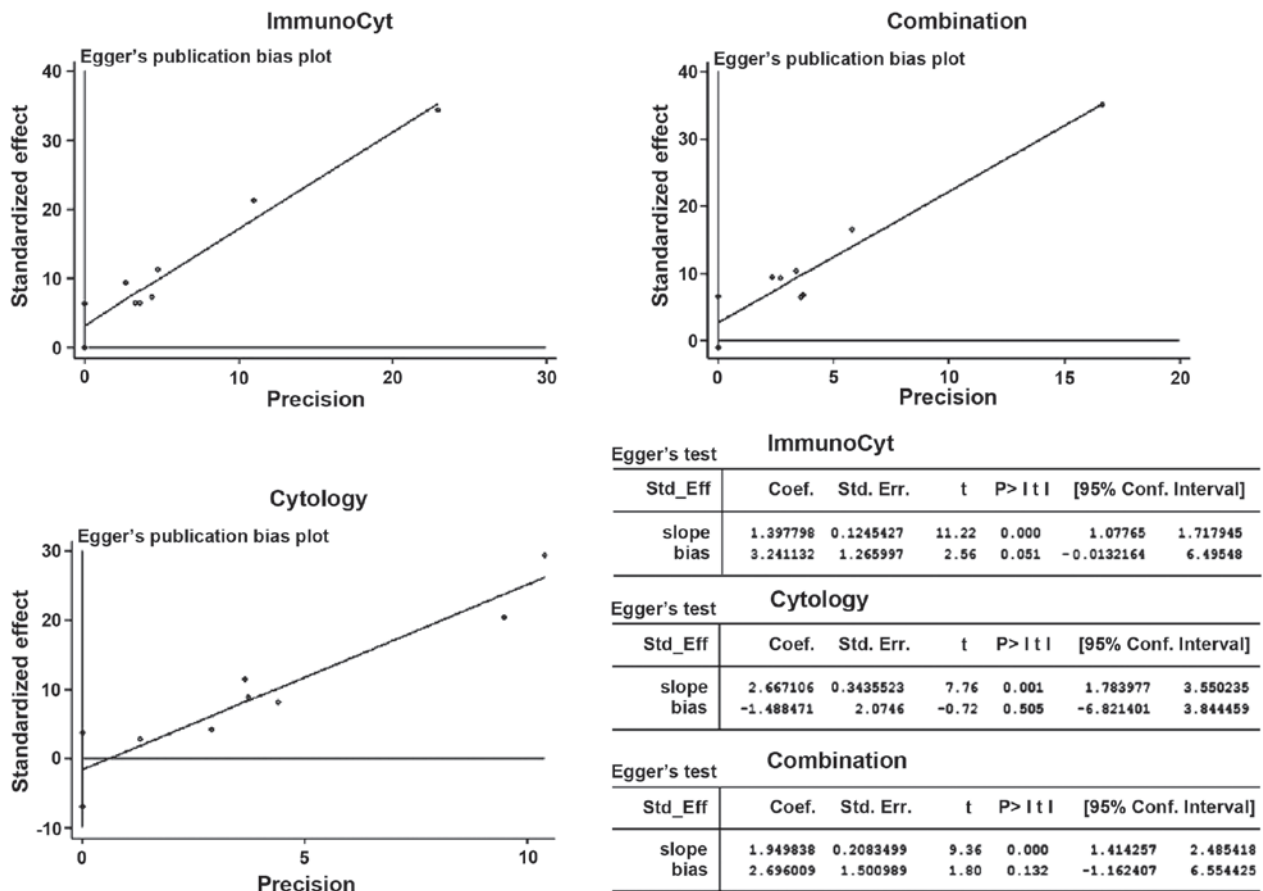 ImmunoCyt
Egger's publication bias plot
Standardized effect
40
30
20
10
0
0 10 20 30
Precision
Combination
Egger's publication bias plot
Standardized effect
40
30
20
10
0
0 5 10 15 20
Precision
Cytology
Egger's publication bias plot
Standardized effect
30
20
10
0
-10
0 5 10
Precision
Egger's test ImmunoCyt
Std_Eff Coef. Std. Err. t P> I t I [95% Conf. Interval]
slope 1.397798 0.1245427 11.22 0.000 1.07765 1.717945
bias 3.241132 1.265997 2.56 0.051 -0.0132164 6.49548
Egger's test Cytology
Std_Eff Coef. Std. Err. t P> I t I [95% Conf. Interval]
slope 2.667106 0.3435523 7.76 0.001 1.783977 3.550235
bias -1.488471 2.0746 -0.72 0.505 -6.821401 3.844459
Egger's test Combination
Std_Eff Coef. Std. Err. t P> I t I [95% Conf. Interval]
slope 1.949838 0.2083499 9.36 0.000 1.414257 2.485418
bias 2.696009 1.500989 1.80 0.132 -1.162407 6.554425